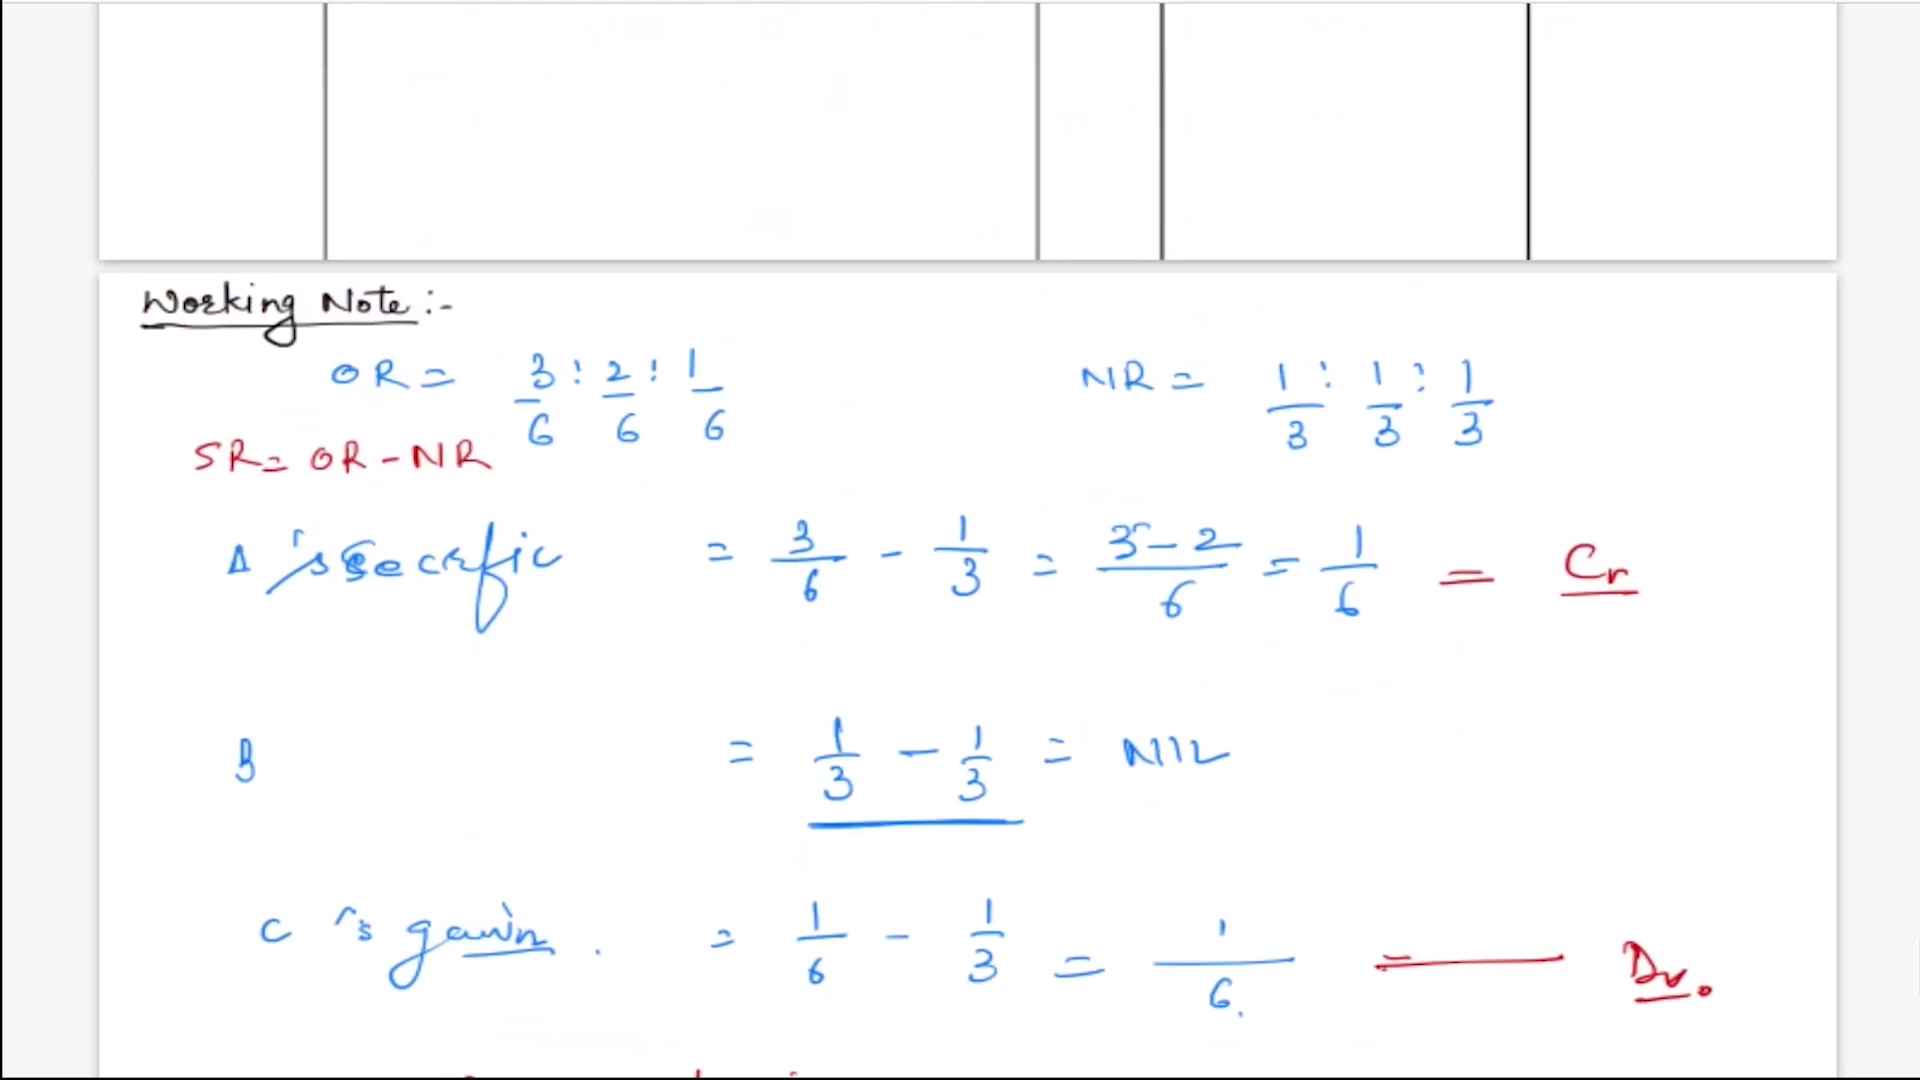 Working Note :-
OR = 3/6 : 2/6 : 1/6 NR = 1/3 : 1/3 : 1/3
SR = OR - NR
A's = 3/6 - 1/3 = 3-2/6 = 1/6 = Cr
B = 1/3 - 1/3 = NIL
C's gain. = 1/6 - 1/3 = 1/6. = Dr.